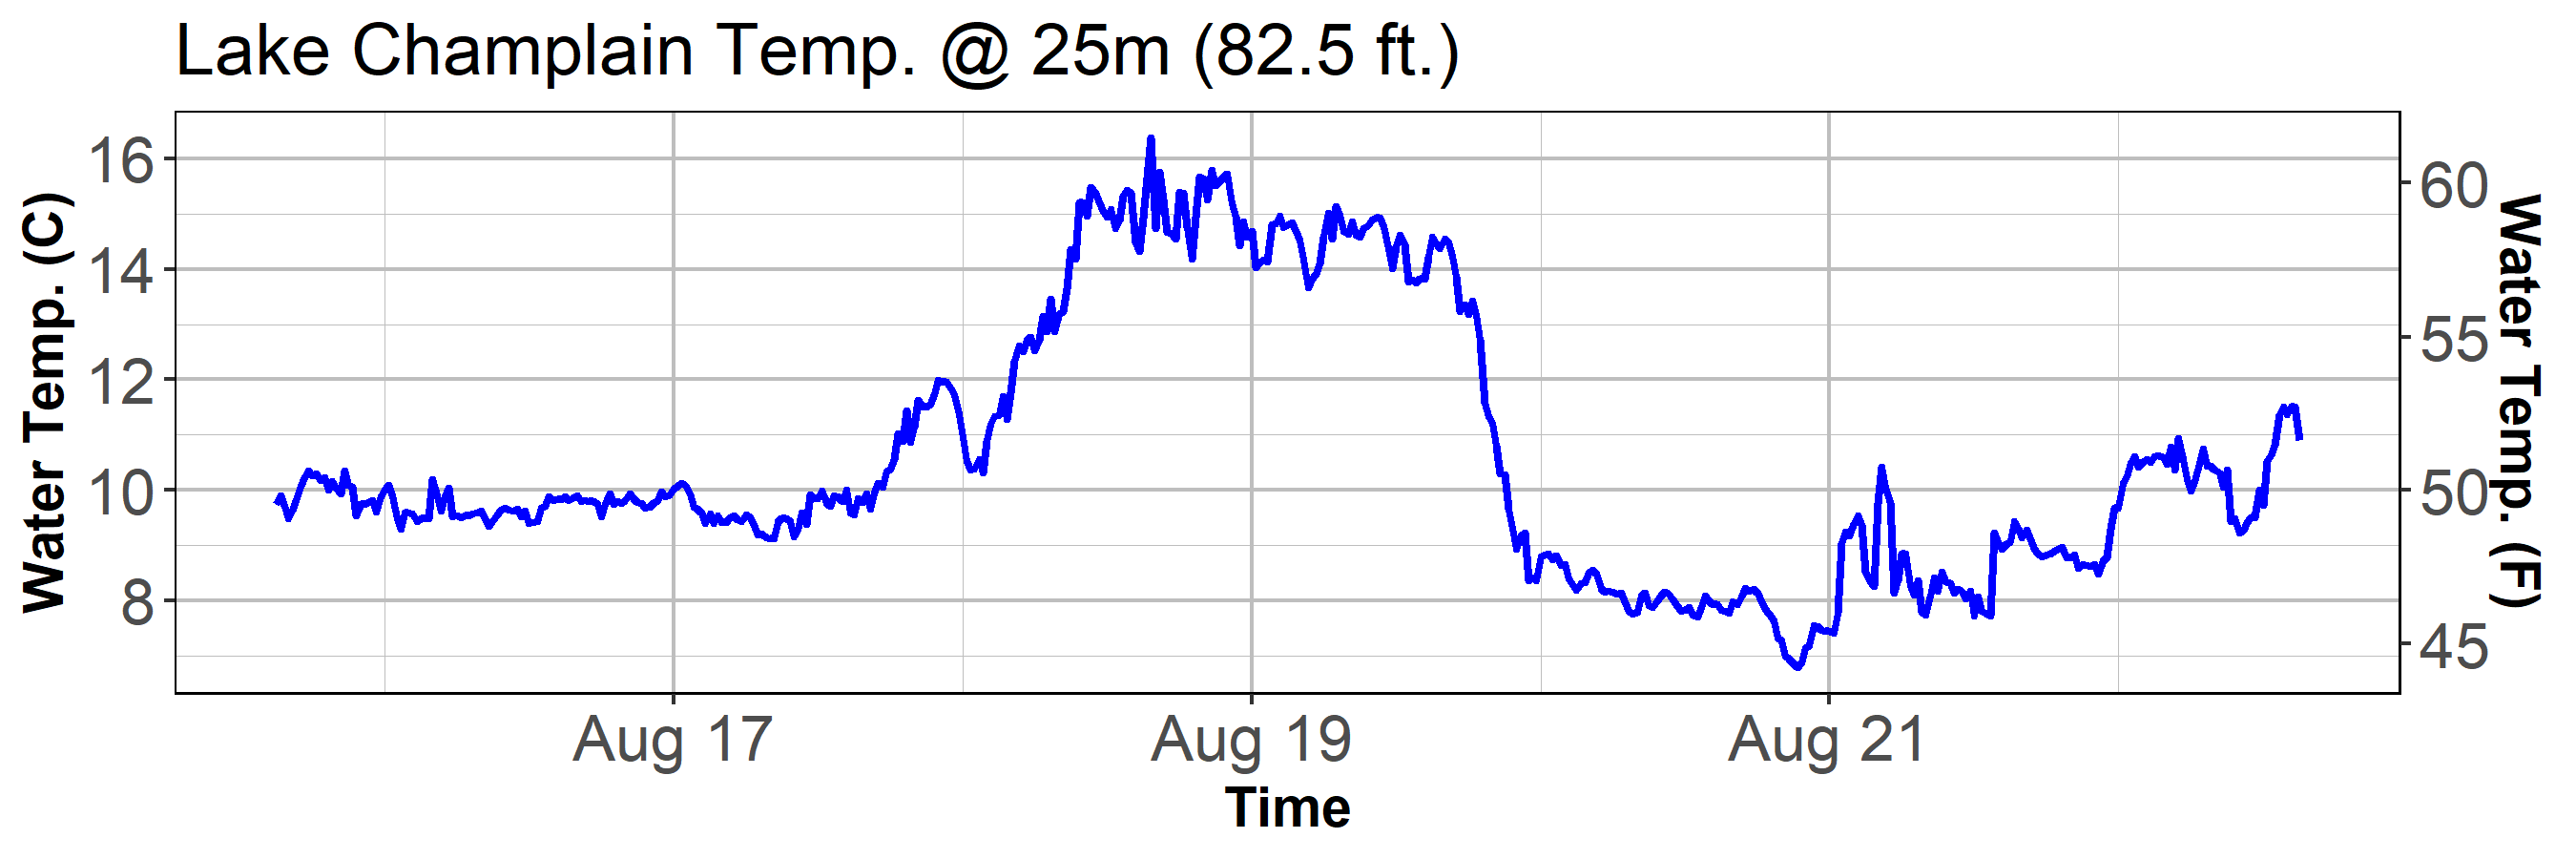 Lake Champlain Temp. @ 25m (82.5 ft.)
Water Temp. (C)
16
14
12
10
8
60
55
50
45
Water Temp. (F)
Aug 17
Aug 19
Aug 21
Time